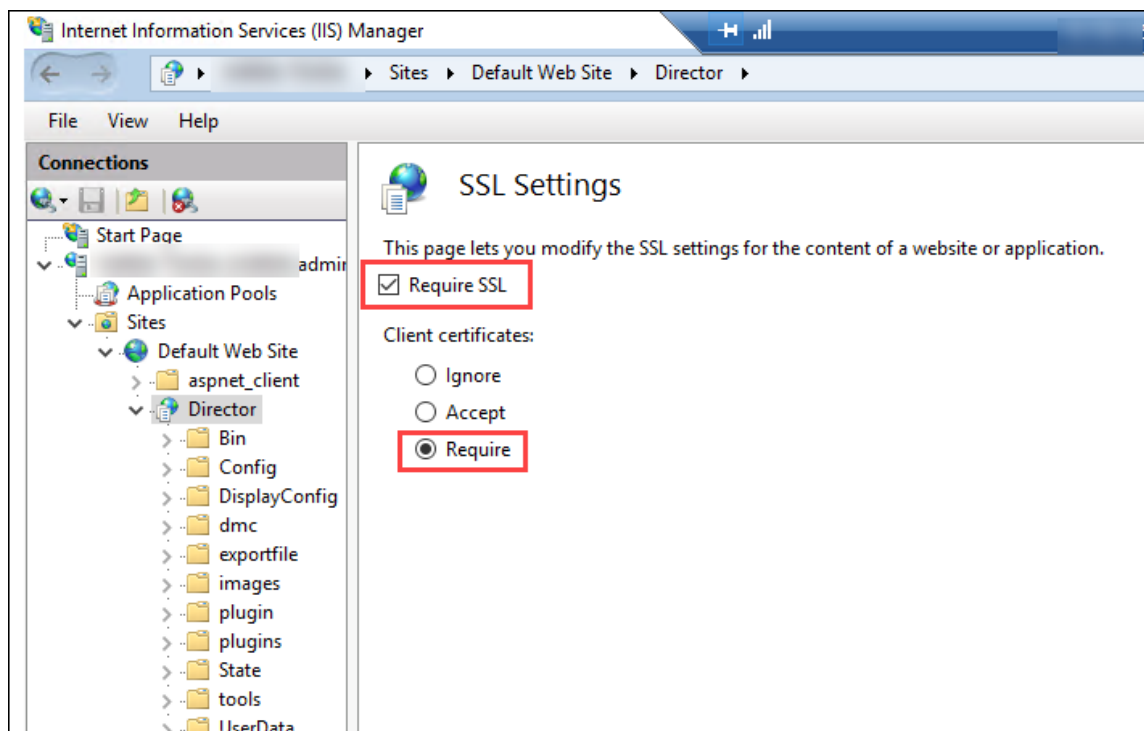 Internet Information Services (IIS) Manager
Sites Default Web Site Director
File View Help
Connections
Start Page
admir
Application Pools
Sites
Default Web Site
aspnet_client
Director
Bin
Config
DisplayConfig
dmc
exportfile
images
plugin
plugins
State
tools
UserData
SSL Settings
This page lets you modify the SSL settings for the content of a website or application.
Require SSL
Client certificates:
Ignore
Accept
Require